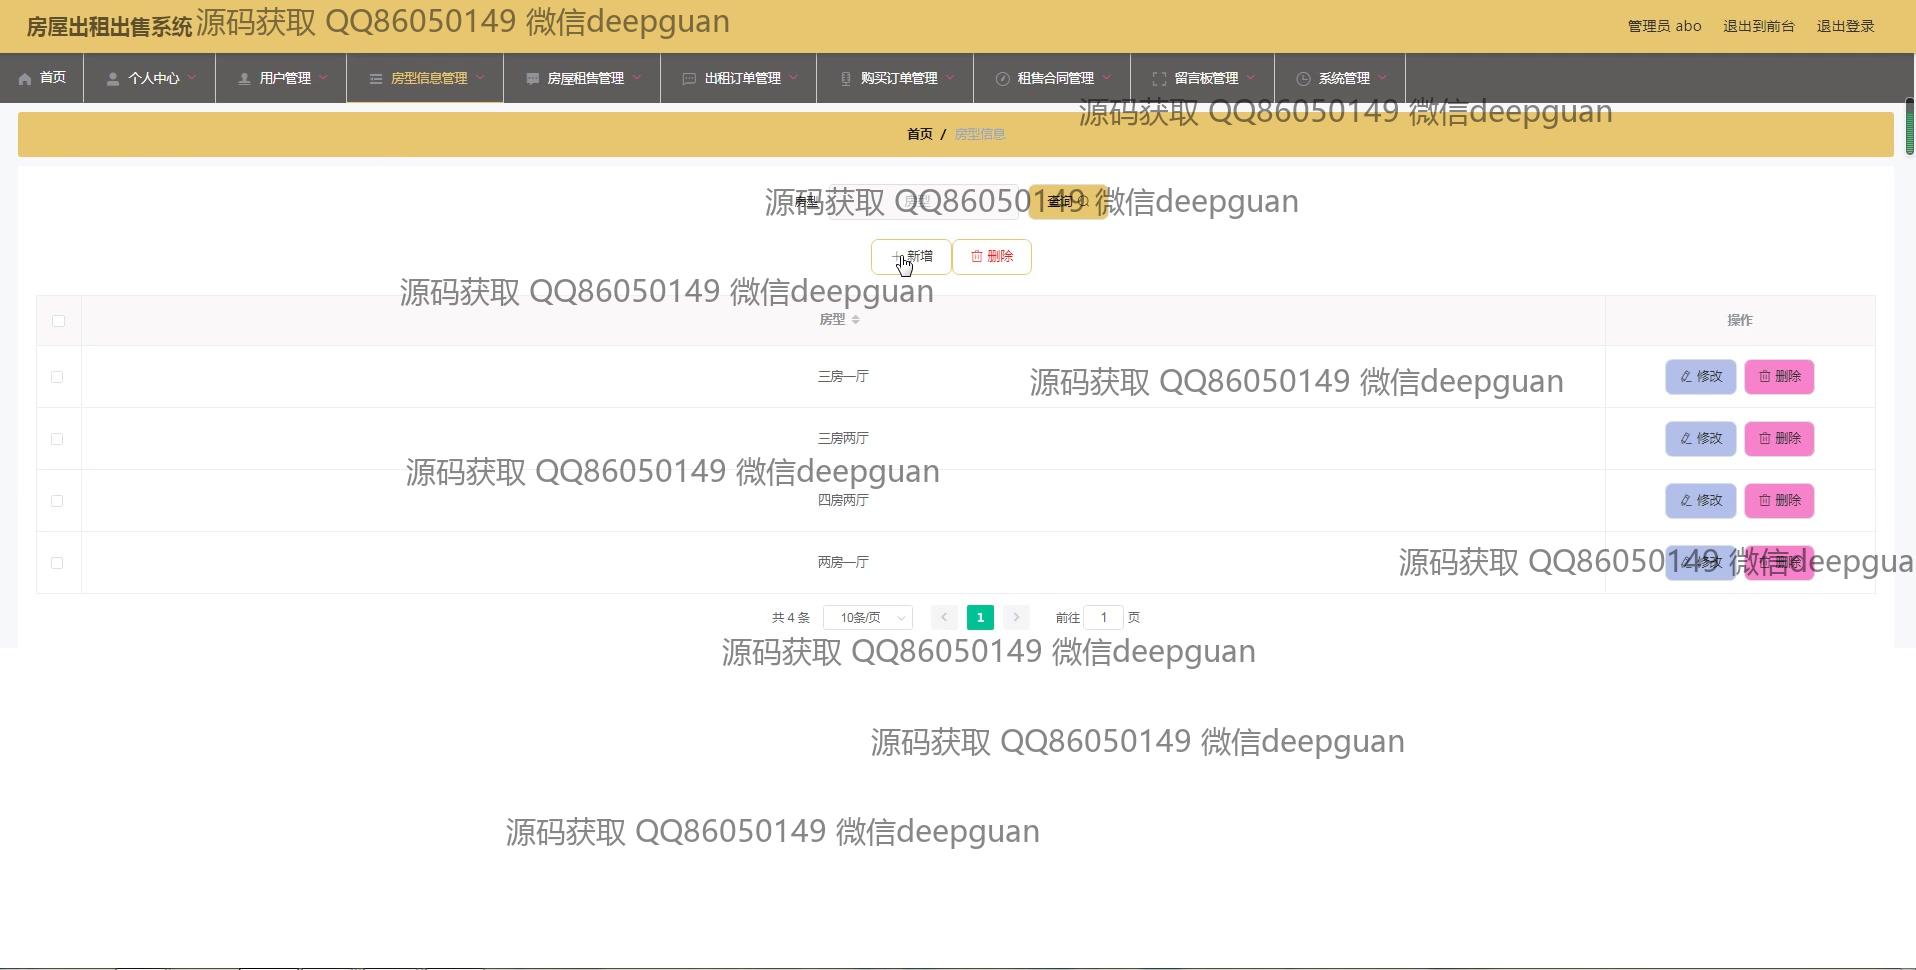 房屋出租出售系统
源码获取 QQ86050149 微信deepguan
管理员 abo 退出到前台 退出登录
首页 个人中心 用户管理 房型信息管理 房屋租售管理 出租订单管理 购买订单管理 租售合同管理 留言板管理 系统管理
源码获取 QQ86050149 微信deepguan
首页 / 房型信息
房型 房型 查询
源码获取 QQ86050149 微信deepguan
新增 删除
源码获取 QQ86050149 微信deepguan
房型 操作
三房一厅 修改 删除
源码获取 QQ86050149 微信deepguan
三房两厅 修改 删除
源码获取 QQ86050149 微信deepguan
四房两厅 修改 删除
两房一厅 修改 删除
源码获取 QQ86050149 微信deepgua
共 4 条 10条/页 1 前往 1 页
源码获取 QQ86050149 微信deepguan
源码获取 QQ86050149 微信deepguan
源码获取 QQ86050149 微信deepguan